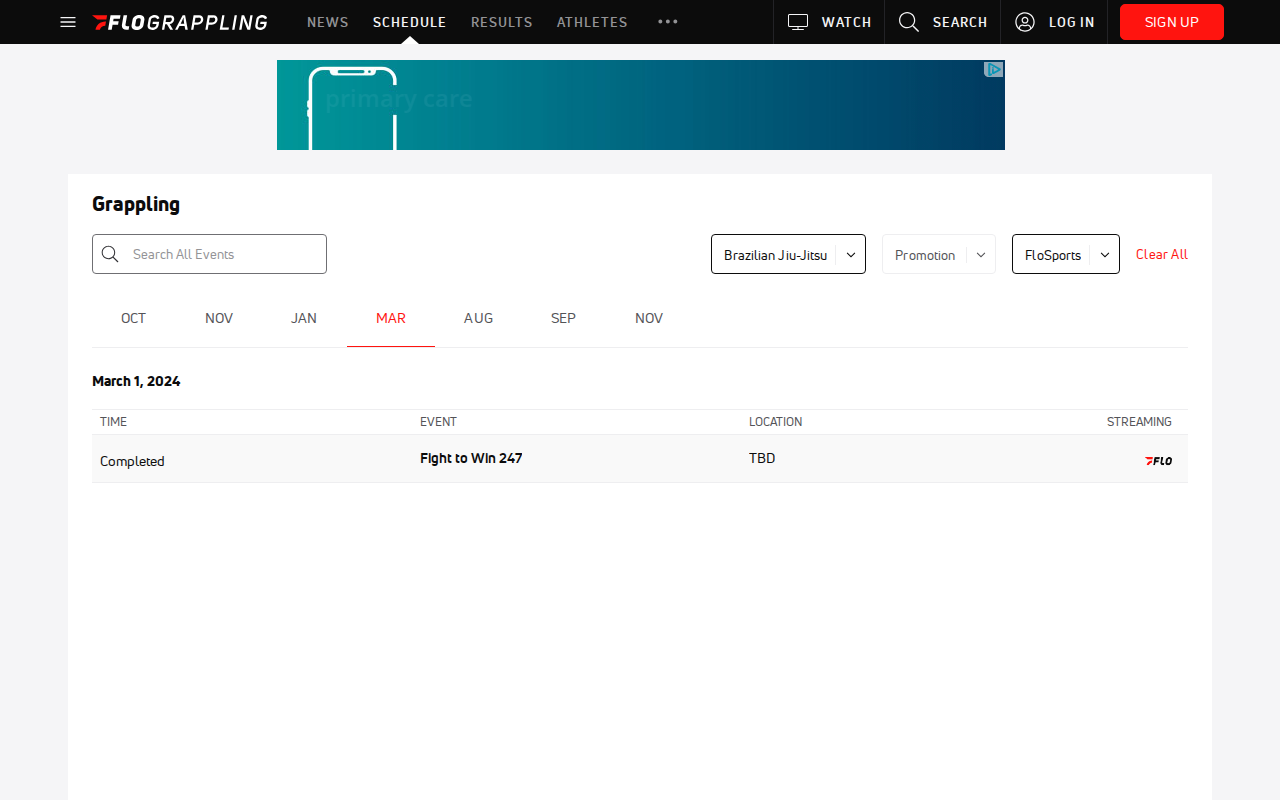 FLOGRAPPLING NEWS SCHEDULE RESULTS ATHLETES WATCH SEARCH LOG IN SIGN UP
primary care
Grappling
Search All Events Brazilian Jiu-Jitsu Promotion FloSports Clear All
OCT NOV JAN MAR AUG SEP NOV
March 1, 2024
TIME EVENT LOCATION STREAMING
Completed Fight to Win 247 TBD FLO